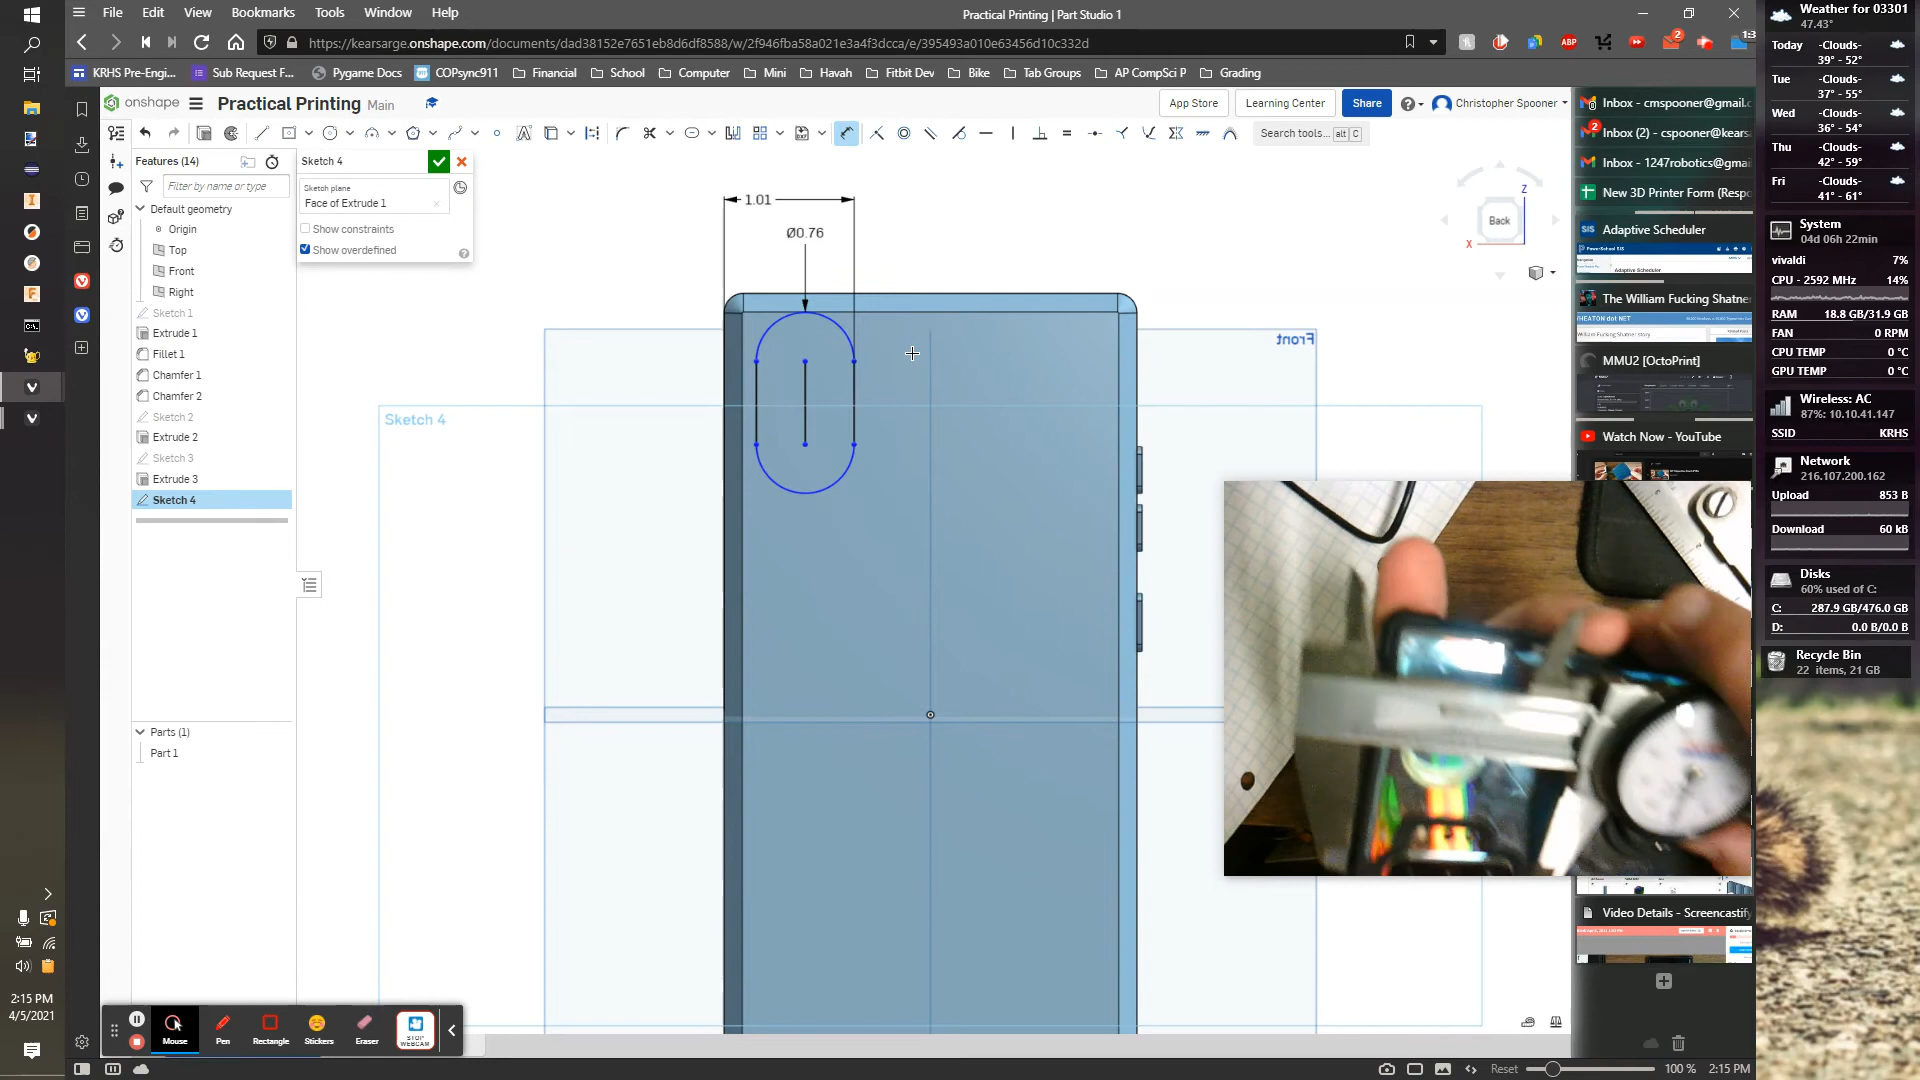 File Edit View Bookmarks Tools Window Help
Practical Printing | Part Studio 1
https://kearsarge.onshape.com/documents/dad38152e7651eb8d6df8588/w/2f946fba58a021e3a4f3dcca/e/395493a010e63456d10c332d
KRHS Pre-Engi... Sub Request F... Pygame Docs COPsync911 Financial School Computer Mini Havah Fitbit Dev Bike Tab Groups AP CompSci P Grading
onshape Practical Printing Main App Store Learning Center Share Christopher Spooner
Search tools... alt C
Features (14)
Filter by name or type
Default geometry
Origin
Top
Front
Right
Sketch 1
Extrude 1
Fillet 1
Chamfer 1
Chamfer 2
Sketch 2
Extrude 2
Sketch 3
Extrude 3
Sketch 4
Parts (1)
Part 1
Sketch 4
Sketch plane
Face of Extrude 1
Show constraints
Show overdefined
1.01
Ø0.76
Front
Sketch 4
Z
Back
X
Inbox - cmspooner@gmail.c
Inbox (2) - cspooner@kears
Inbox - 1247robotics@gmai
New 3D Printer Form (Respo
Adaptive Scheduler
The William Fucking Shatne
MMU2 [OctoPrint]
Watch Now - YouTube
Video Details - Screencastify
Weather for 03301
47.43°
Today -Clouds-
39° - 52°
Tue -Clouds-
37° - 55°
Wed -Clouds-
36° - 54°
Thu -Clouds-
42° - 59°
Fri -Clouds-
41° - 61°
System
04d 06h 22min
vivaldi 7%
CPU - 2592 MHz 14%
RAM 18.8 GB/31.9 GB
FAN 0 RPM
CPU TEMP 0 °C
GPU TEMP 0 °C
Wireless: AC
87%: 10.10.41.147
SSID KRHS
Network
216.107.200.162
Upload 853 B
Download 60 kB
Disks
60% used of C:
C: 287.9 GB/476.0 GB
D: 0.0 B/0.0 B
Recycle Bin
22 items, 21 GB
Mouse Pen Rectangle Stickers Eraser STOP WEBCAM
2:15 PM
4/5/2021
Reset 100 % 2:15 PM